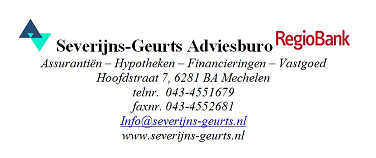 Severijns-Geurts Adviesburo RegioBank
Assurantiën – Hypotheken – Financieringen – Vastgoed
Hoofdstraat 7, 6281 BA Mechelen
telnr. 043-4551679
faxnr. 043-4552681
Info@severijns-geurts.nl
www.severijns-geurts.nl